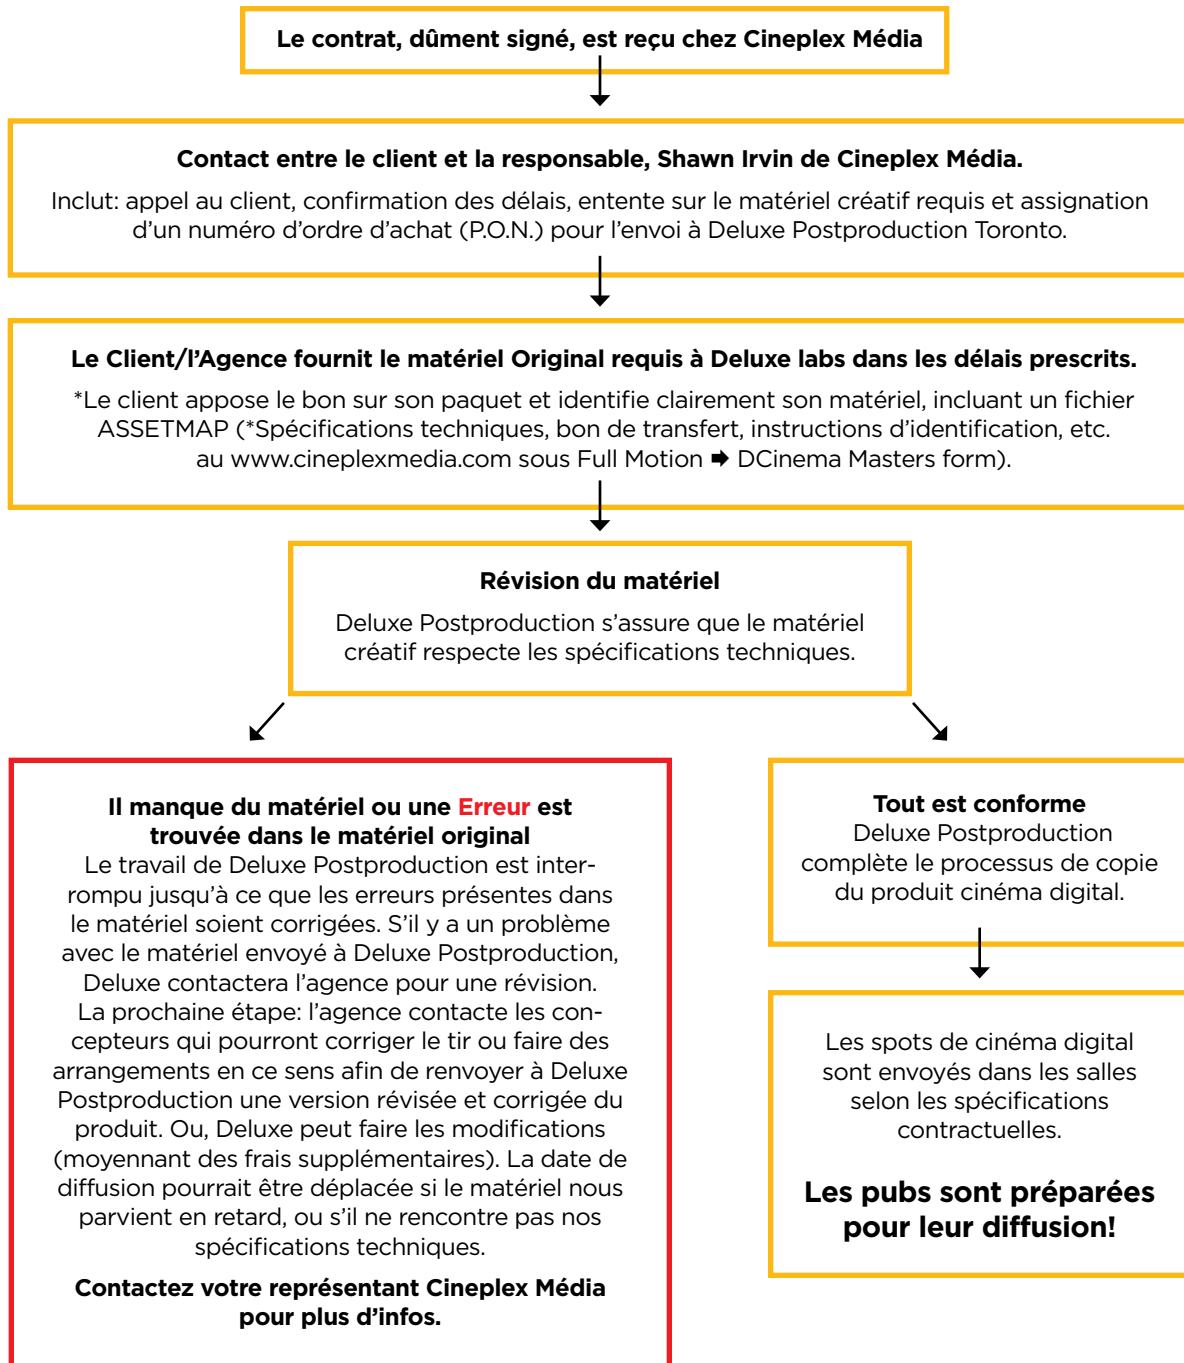 Le contrat, dûment signé, est reçu chez Cineplex Média
Contact entre le client et la responsable, Shawn Irvin de Cineplex Média.
Inclut: appel au client, confirmation des délais, entente sur le matériel créatif requis et assignation
d’un numéro d’ordre d’achat (P.O.N.) pour l’envoi à Deluxe Postproduction Toronto.
Le Client/l’Agence fournit le matériel Original requis à Deluxe labs dans les délais prescrits.
*Le client appose le bon sur son paquet et identifie clairement son matériel, incluant un fichier
ASSETMAP (*Spécifications techniques, bon de transfert, instructions d’identification, etc.
au www.cineplexmedia.com sous Full Motion ➡ DCinema Masters form).
Révision du matériel
Deluxe Postproduction s’assure que le matériel
créatif respecte les spécifications techniques.
Il manque du matériel ou une Erreur est
trouvée dans le matériel original
Le travail de Deluxe Postproduction est inter-
rompu jusqu’à ce que les erreurs présentes dans
le matériel soient corrigées. S’il y a un problème
avec le matériel envoyé à Deluxe Postproduction,
Deluxe contactera l’agence pour une révision.
La prochaine étape: l’agence contacte les con-
cepteurs qui pourront corriger le tir ou faire des
arrangements en ce sens afin de renvoyer à Deluxe
Postproduction une version révisée et corrigée du
produit. Ou, Deluxe peut faire les modifications
(moyennant des frais supplémentaires). La date de
diffusion pourrait être déplacée si le matériel nous
parvient en retard, ou s’il ne rencontre pas nos
spécifications techniques.
Contactez votre représentant Cineplex Média
pour plus d’infos.
Tout est conforme
Deluxe Postproduction
complète le processus de copie
du produit cinéma digital.
Les spots de cinéma digital
sont envoyés dans les salles
selon les spécifications
contractuelles.
Les pubs sont préparées
pour leur diffusion!